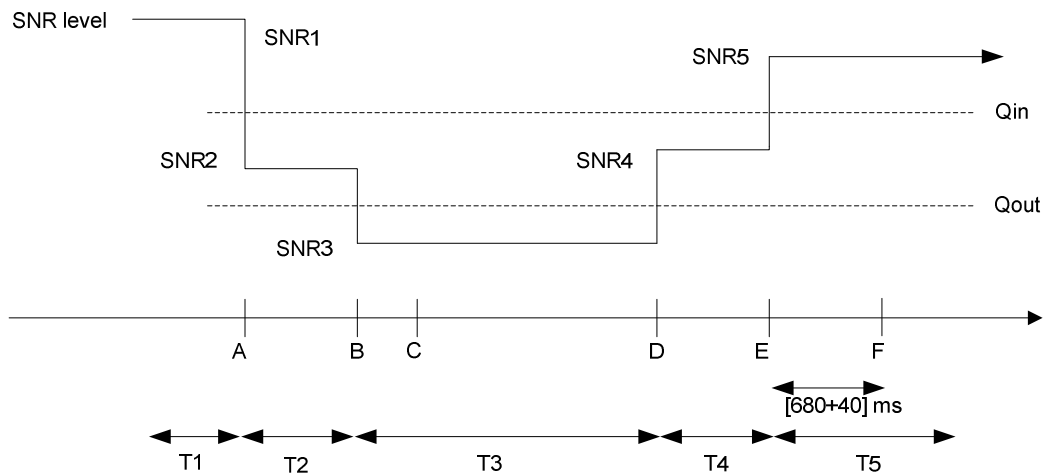 SNR level
SNR1
SNR5
Qin
SNR2
SNR4
Qout
SNR3
A
B
C
D
E
F
[680+40] ms
T1
T2
T3
T4
T5